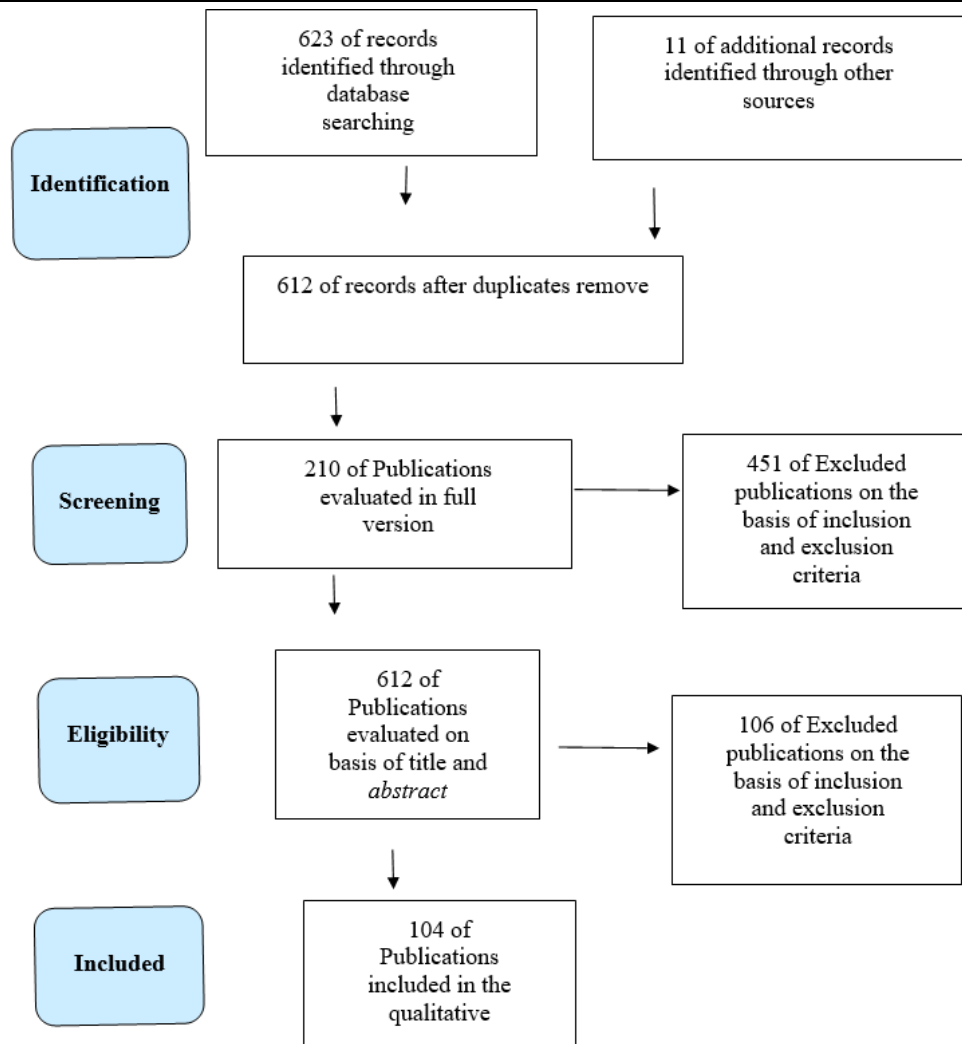 623 of records
identified through
database
searching
11 of additional records
identified through other
sources
Identification
612 of records after duplicates remove
Screening
210 of Publications
evaluated in full
version
451 of Excluded
publications on the
basis of inclusion
and exclusion
criteria
Eligibility
612 of
Publications
evaluated on
basis of title and
abstract
106 of Excluded
publications on the
basis of inclusion
and exclusion
criteria
Included
104 of
Publications
included in the
qualitative